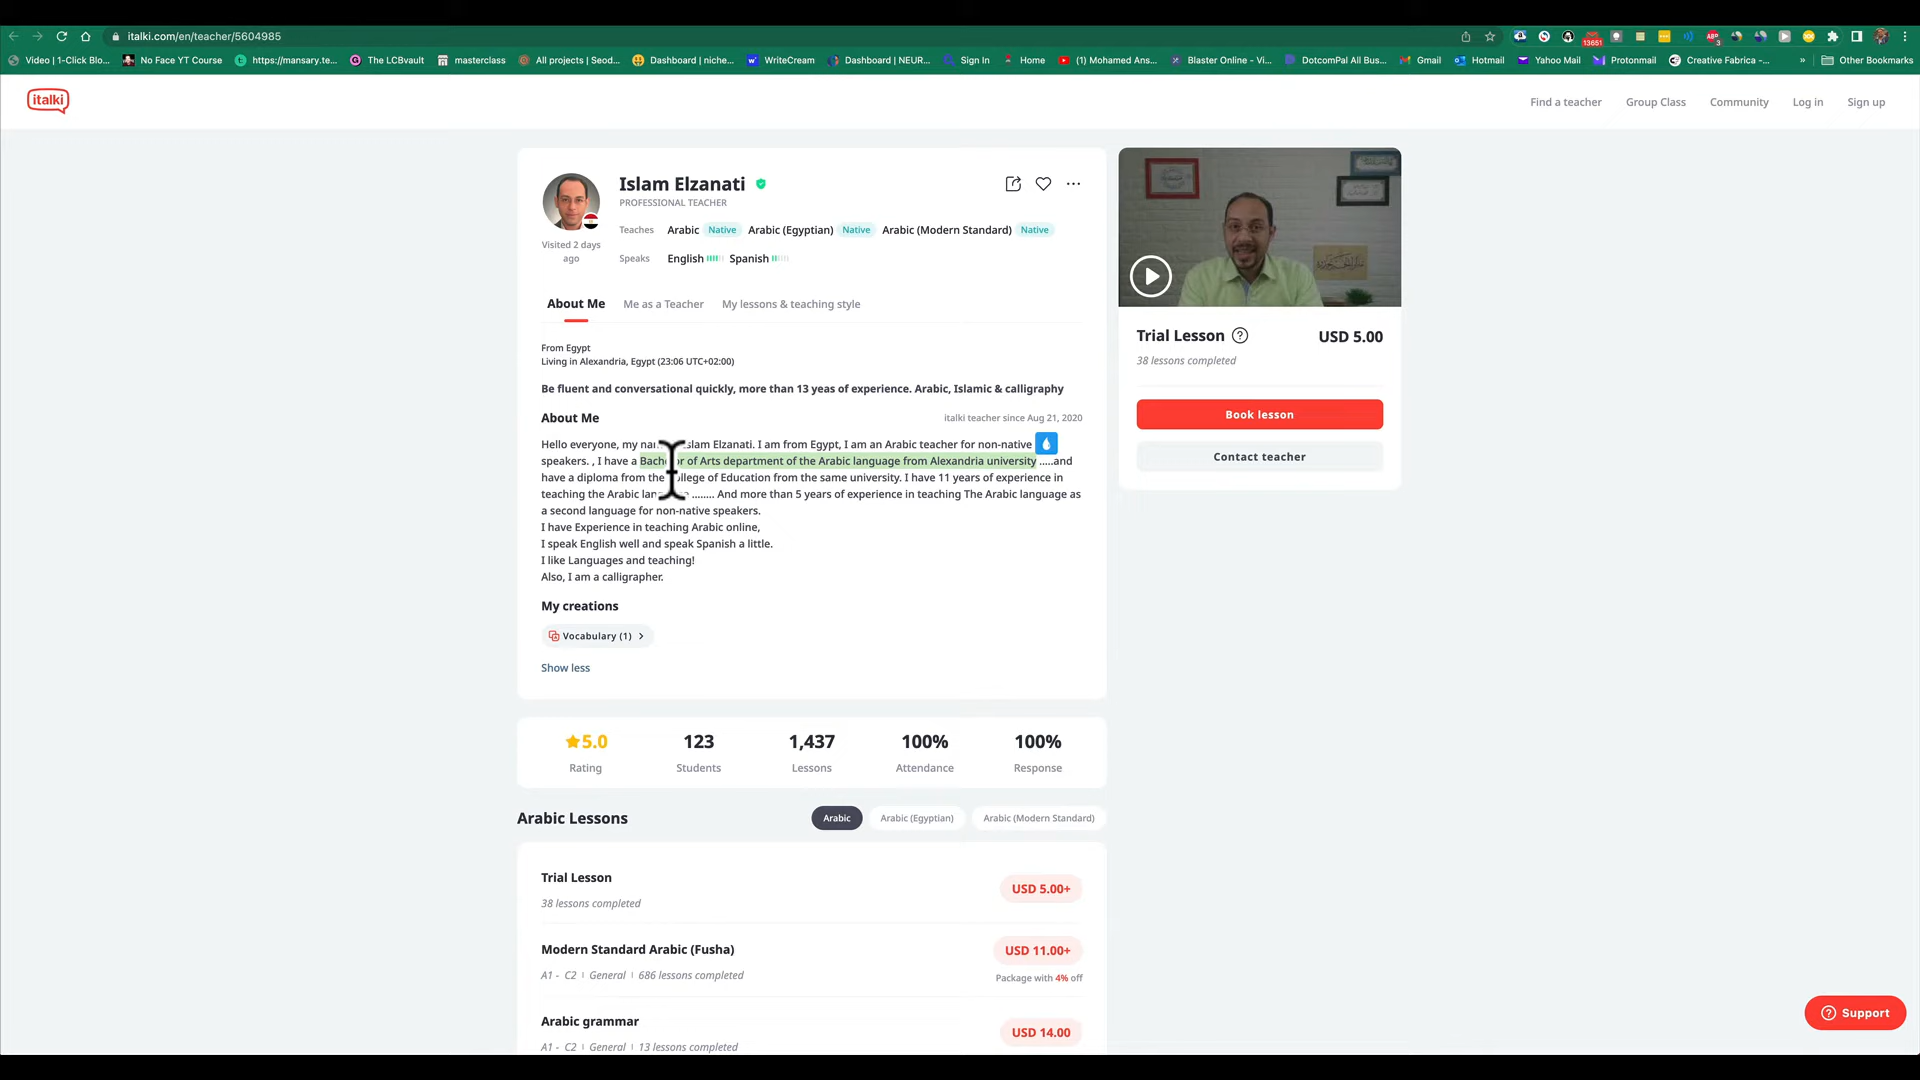 italki.com/en/teacher/5604985
13651
3
Video | 1-Click Blo... No Face YT Course https://mansary.te... The LCBvault masterclass All projects | Seod... Dashboard | niche... WriteCream Dashboard | NEUR... Sign In Home (1) Mohamed Ans... Blaster Online - Vi... DotcomPal All Bus... Gmail Hotmail Yahoo Mail Protonmail Creative Fabrica –... » Other Bookmarks
italki
Find a teacher Group Class Community Log in Sign up
Islam Elzanati
PROFESSIONAL TEACHER
Teaches Arabic Native Arabic (Egyptian) Native Arabic (Modern Standard) Native
Visited 2 days
ago
Speaks English Spanish
About Me Me as a Teacher My lessons & teaching style
From Egypt
Living in Alexandria, Egypt (23:06 UTC+02:00)
Be fluent and conversational quickly, more than 13 yeas of experience. Arabic, Islamic & calligraphy
About Me
italki teacher since Aug 21, 2020
Hello everyone, my Islam Elzanati. I am from Egypt, I am an Arabic teacher for non-native
speakers. , I have a Bachelor of Arts department of the Arabic language from Alexandria university .....and
have a diploma from the College of Education from the same university. I have 11 years of experience in
teaching the Arabic ........ And more than 5 years of experience in teaching The Arabic language as
a second language for non-native speakers.
I have Experience in teaching Arabic online,
I speak English well and speak Spanish a little.
I like Languages and teaching!
Also, I am a calligrapher.
My creations
Vocabulary (1)
Show less
Trial Lesson USD 5.00
38 lessons completed
Book lesson
Contact teacher
5.0 123 1,437 100% 100%
Rating Students Lessons Attendance Response
Arabic Lessons Arabic Arabic (Egyptian) Arabic (Modern Standard)
Trial Lesson
38 lessons completed
USD 5.00+
Modern Standard Arabic (Fusha)
A1 - C2 General 686 lessons completed
USD 11.00+
Package with 4% off
Arabic grammar
A1 - C2 General 13 lessons completed
USD 14.00
Support